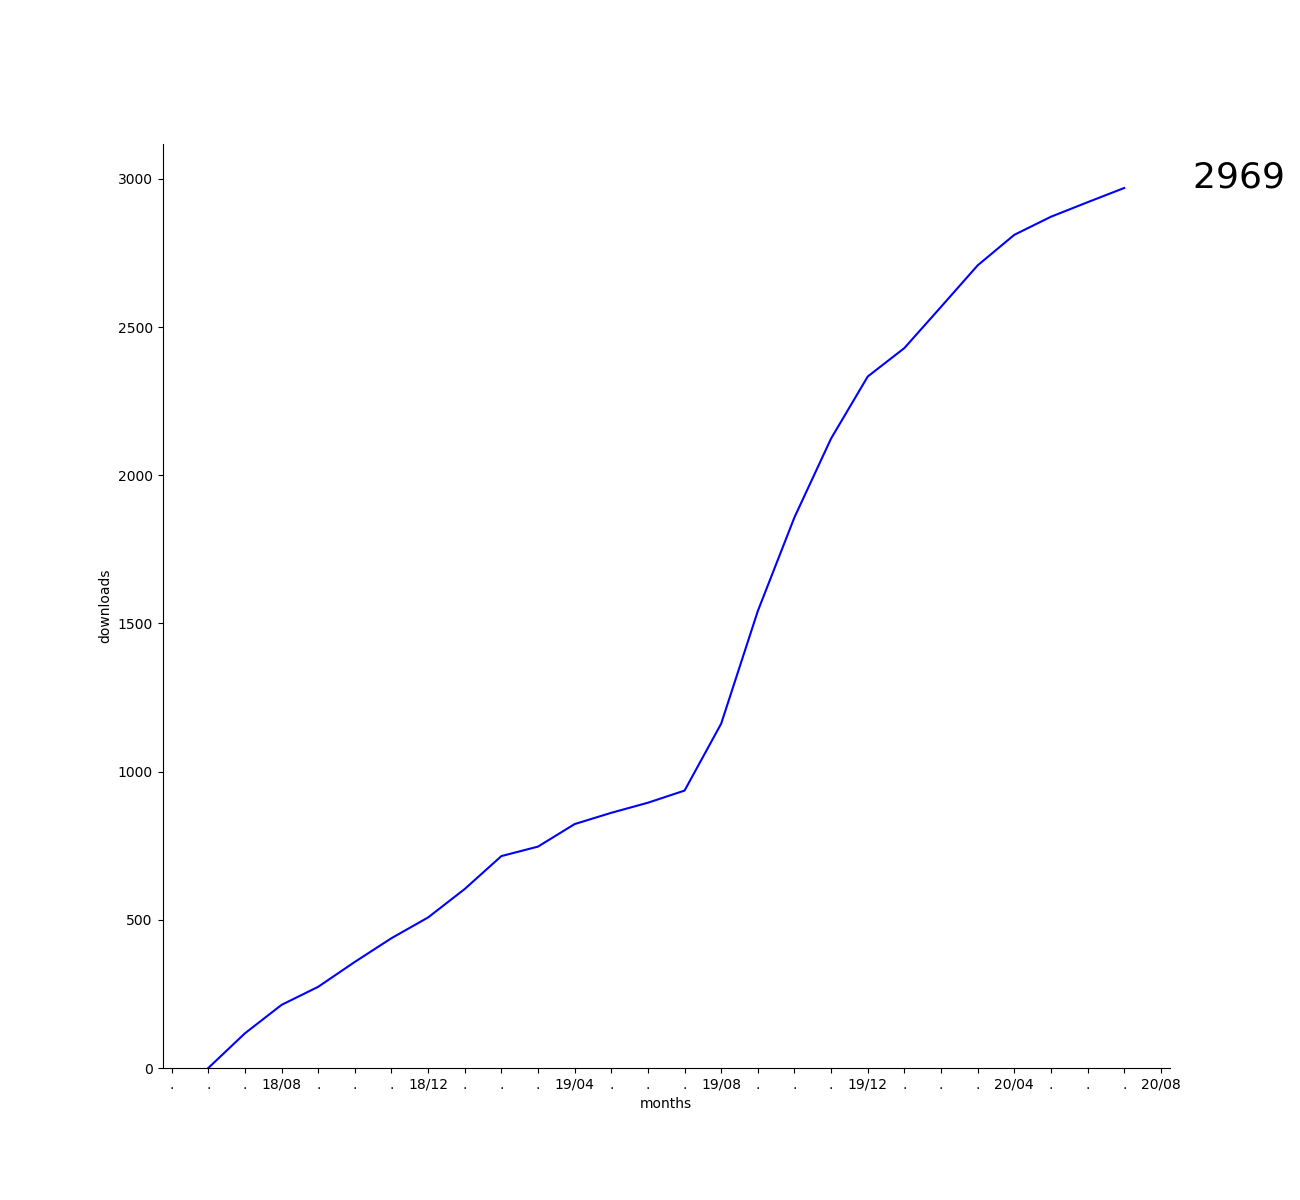 2969
3000
2500
2000
1500
1000
500
0
downloads
. . . 18/08 . . . 18/12 . . . 19/04 . . . 19/08 . . . 19/12 . . . 20/04 . . . 20/08
months